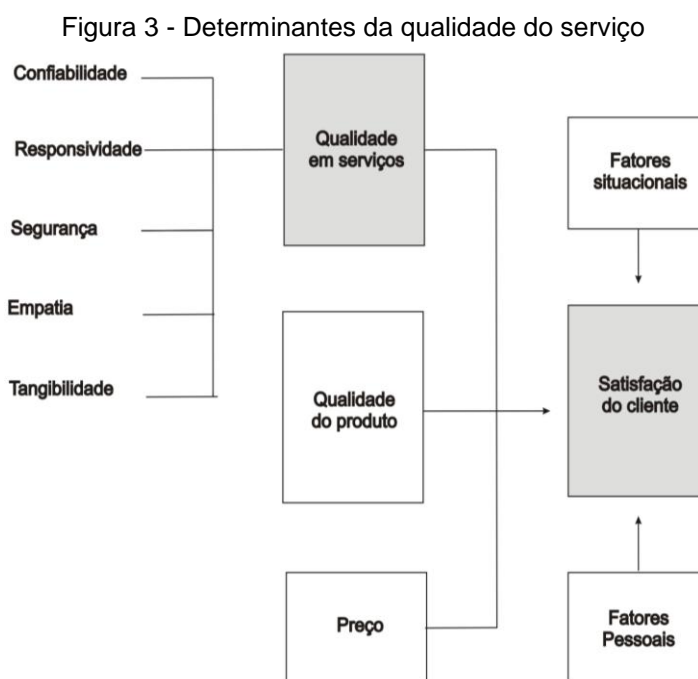 Figura 3 - Determinantes da qualidade do serviço
Confiabilidade
Responsividade
Segurança
Empatia
Tangibilidade
Qualidade
em serviços
Qualidade
do produto
Preço
Fatores
situacionais
Satisfação
do cliente
Fatores
Pessoais